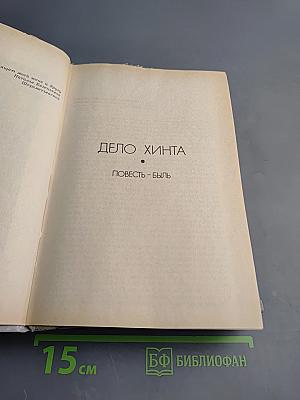 ДЕЛО ХИНТА
ПОВЕСТЬ – БЫЛЬ
15 см
БФ БИБЛИОФАН